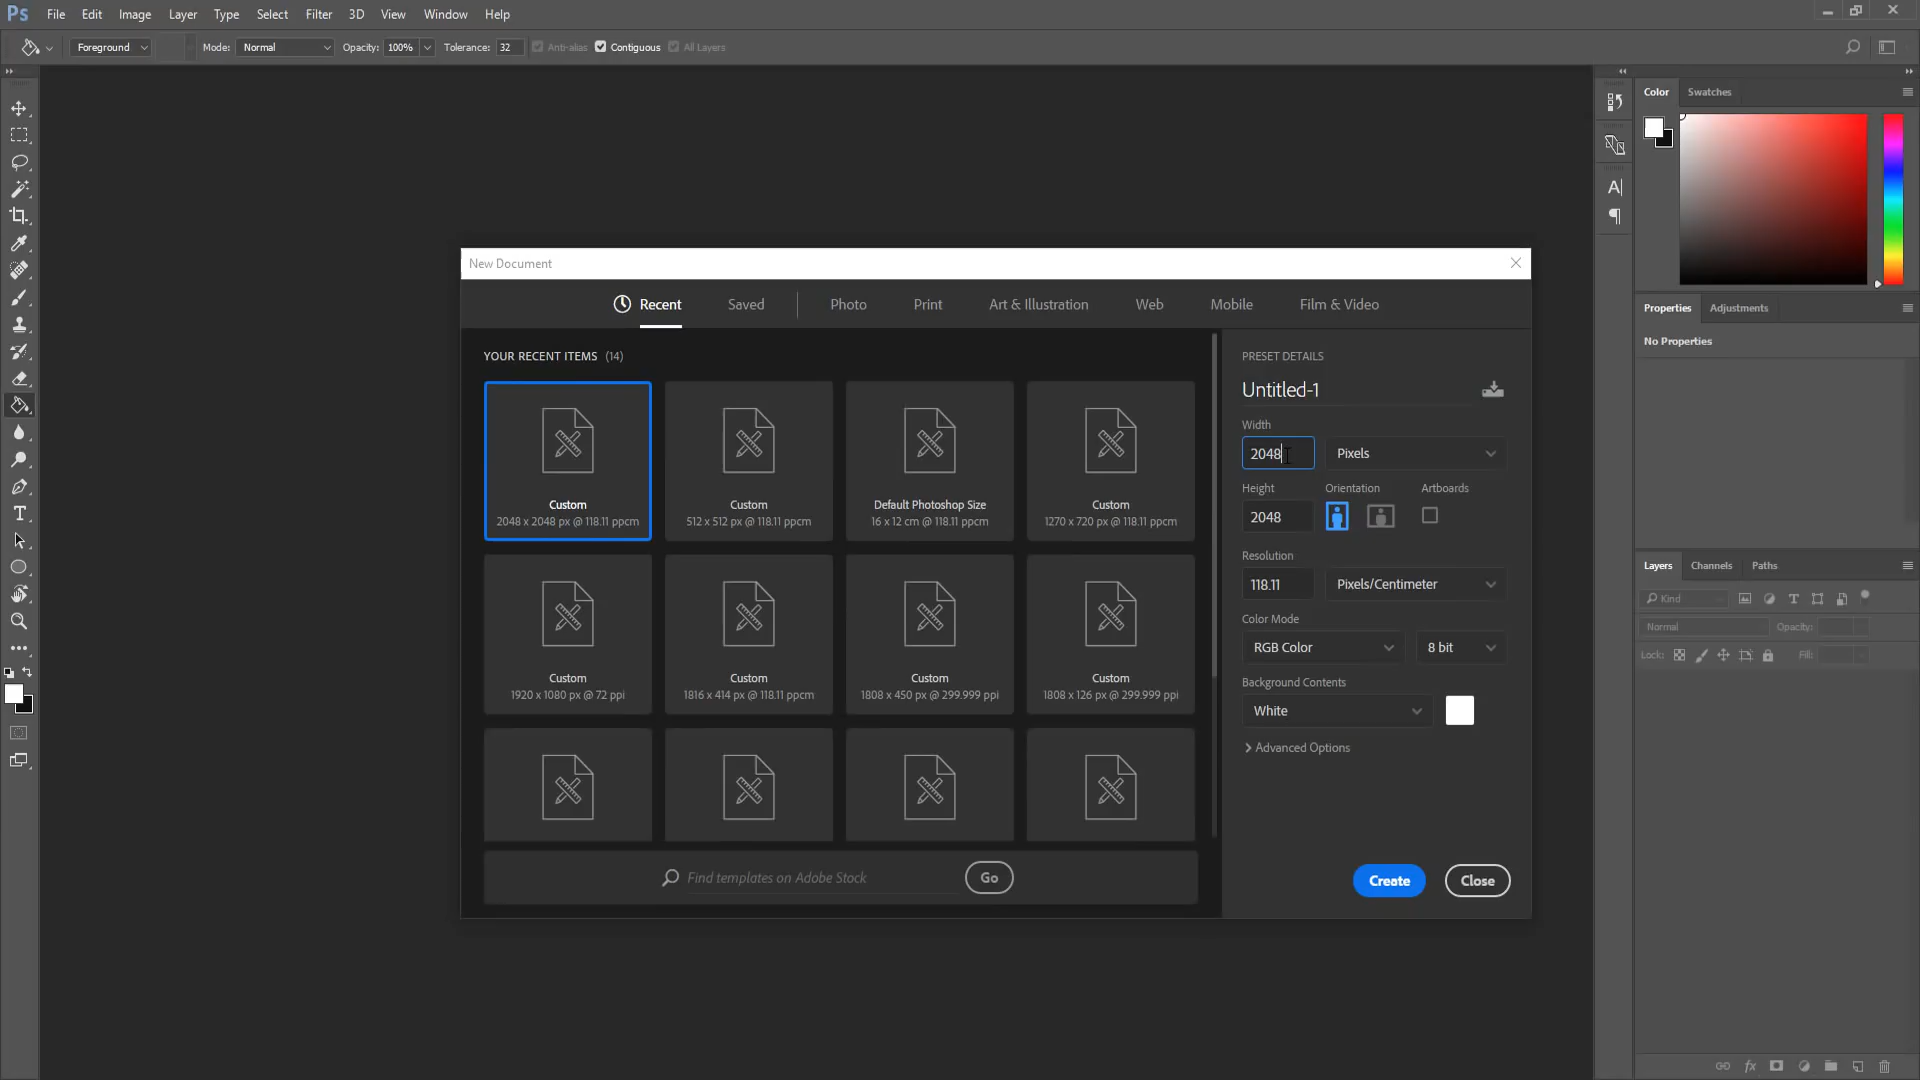 Ps File Edit Image Layer Type Select Filter 3D View Window Help
Foreground Mode: Normal Opacity: 100% Tolerance: 32 Anti-alias Contiguous All Layers
Color Swatches
New Document
Recent Saved Photo Print Art & Illustration Web Mobile Film & Video
YOUR RECENT ITEMS (14)
Custom
2048 x 2048 px @ 118.11 ppcm
Custom
512 x 512 px @ 118.11 ppcm
Default Photoshop Size
16 x 12 cm @ 118.11 ppcm
Custom
1270 x 720 px @ 118.11 ppcm
Custom
1920 x 1080 px @ 72 ppi
Custom
1816 x 414 px @ 118.11 ppcm
Custom
1808 x 450 px @ 299.999 ppi
Custom
1808 x 126 px @ 299.999 ppi
Find templates on Adobe Stock
Go
PRESET DETAILS
Untitled-1
Width
2048 Pixels
Height Orientation Artboards
2048
Resolution
118.11 Pixels/Centimeter
Color Mode
RGB Color 8 bit
Background Contents
White
Advanced Options
Create Close
Properties Adjustments
No Properties
Layers Channels Paths
Kind
Normal Opacity:
Lock: Fill: